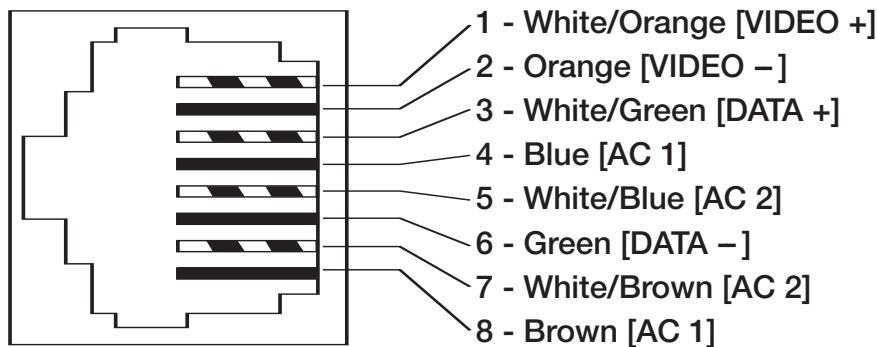 1 - White/Orange [VIDEO +]
2 - Orange [VIDEO −]
3 - White/Green [DATA +]
4 - Blue [AC 1]
5 - White/Blue [AC 2]
6 - Green [DATA −]
7 - White/Brown [AC 2]
8 - Brown [AC 1]